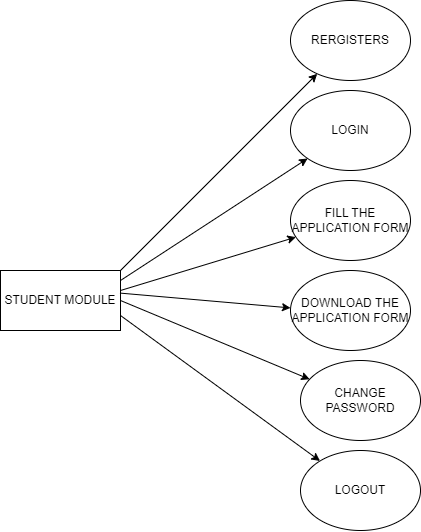 RERGISTERS
LOGIN
FILL THE
APPLICATION FORM
STUDENT MODULE
DOWNLOAD THE
APPLICATION FORM
CHANGE
PASSWORD
LOGOUT